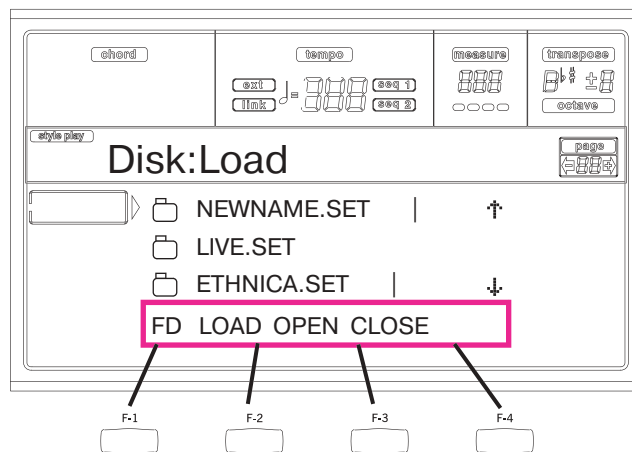 chord tempo measure transpose
ext seq 1
link seq 2
octave
style play
Disk:Load page
NEWNAME.SET
LIVE.SET
ETHNICA.SET
FD LOAD OPEN CLOSE
F-1 F-2 F-3 F-4